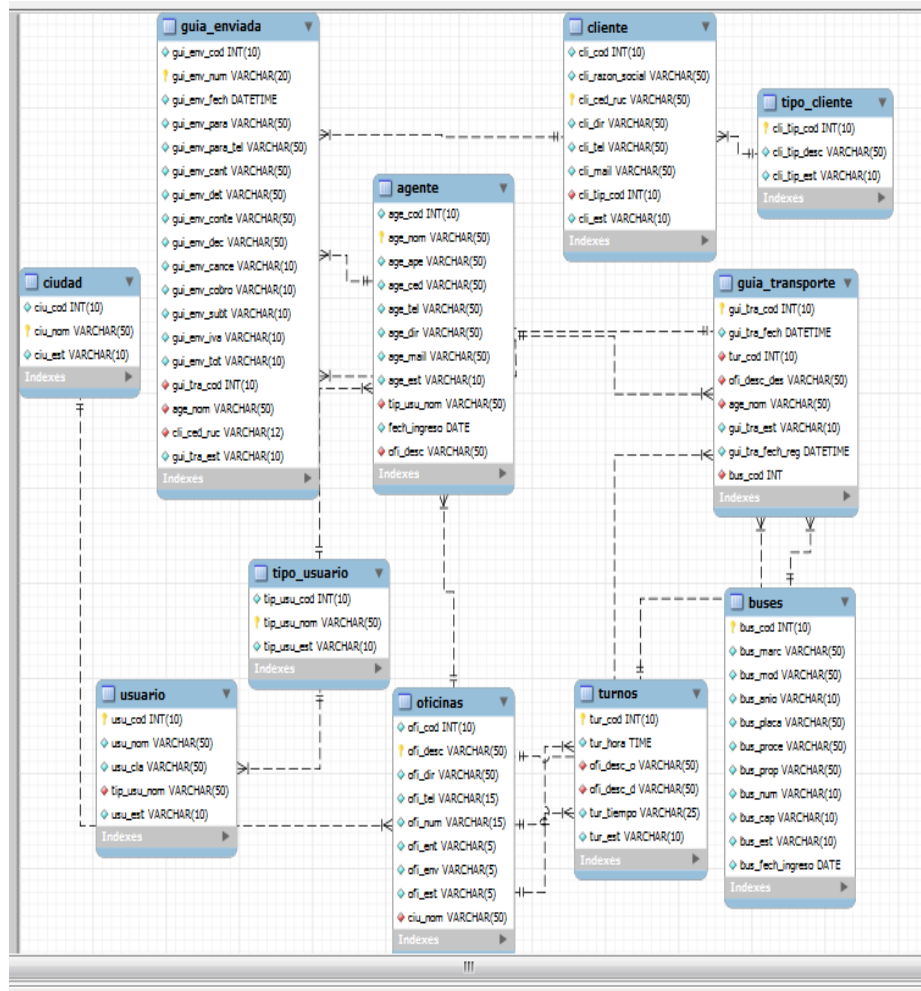 guia_enviada
gui_env_cod INT(10)
gui_env_num VARCHAR(20)
gui_env_fech DATETIME
gui_env_para VARCHAR(50)
gui_env_para_tel VARCHAR(50)
gui_env_cant VARCHAR(50)
gui_env_det VARCHAR(50)
gui_env_conte VARCHAR(50)
gui_env_dec VARCHAR(50)
gui_env_cance VARCHAR(10)
gui_env_cobro VARCHAR(10)
gui_env_subt VARCHAR(10)
gui_env_iva VARCHAR(10)
gui_env_tot VARCHAR(10)
gui_tra_cod INT(10)
age_nom VARCHAR(50)
cli_ced_ruc VARCHAR(12)
gui_tra_est VARCHAR(10)
Indexes
cliente
cli_cod INT(10)
cli_razon_social VARCHAR(50)
cli_ced_ruc VARCHAR(50)
cli_dir VARCHAR(50)
cli_tel VARCHAR(50)
cli_mail VARCHAR(50)
cli_tip_cod INT(10)
cli_est VARCHAR(10)
Indexes
tipo_cliente
cli_tip_cod INT(10)
cli_tip_desc VARCHAR(50)
cli_tip_est VARCHAR(10)
Indexes
agente
age_cod INT(10)
age_nom VARCHAR(50)
age_ape VARCHAR(50)
age_ced VARCHAR(50)
age_tel VARCHAR(50)
age_dir VARCHAR(50)
age_mail VARCHAR(50)
age_est VARCHAR(10)
tip_usu_nom VARCHAR(50)
fech_ingreso DATE
ofi_desc VARCHAR(50)
Indexes
ciudad
ciu_cod INT(10)
ciu_nom VARCHAR(50)
ciu_est VARCHAR(10)
Indexes
guia_transporte
gui_tra_cod INT(10)
gui_tra_fech DATETIME
tur_cod INT(10)
ofi_desc_des VARCHAR(50)
age_nom VARCHAR(50)
gui_tra_est VARCHAR(10)
gui_tra_fech_reg DATETIME
bus_cod INT
Indexes
tipo_usuario
tip_usu_cod INT(10)
tip_usu_nom VARCHAR(50)
tip_usu_est VARCHAR(10)
Indexes
usuario
usu_cod INT(10)
usu_nom VARCHAR(50)
usu_cla VARCHAR(50)
tip_usu_nom VARCHAR(50)
usu_est VARCHAR(10)
Indexes
oficinas
ofi_cod INT(10)
ofi_desc VARCHAR(50)
ofi_dir VARCHAR(50)
ofi_tel VARCHAR(15)
ofi_num VARCHAR(15)
ofi_ent VARCHAR(5)
ofi_env VARCHAR(5)
ofi_est VARCHAR(5)
ciu_nom VARCHAR(50)
Indexes
turnos
tur_cod INT(10)
tur_hora TIME
ofi_desc_o VARCHAR(50)
ofi_desc_d VARCHAR(50)
tur_tiempo VARCHAR(25)
tur_est VARCHAR(10)
Indexes
buses
bus_cod INT(10)
bus_marc VARCHAR(50)
bus_mod VARCHAR(50)
bus_anio VARCHAR(10)
bus_placa VARCHAR(50)
bus_proce VARCHAR(50)
bus_prop VARCHAR(50)
bus_num VARCHAR(10)
bus_cap VARCHAR(10)
bus_est VARCHAR(10)
bus_fech_ingreso DATE
Indexes